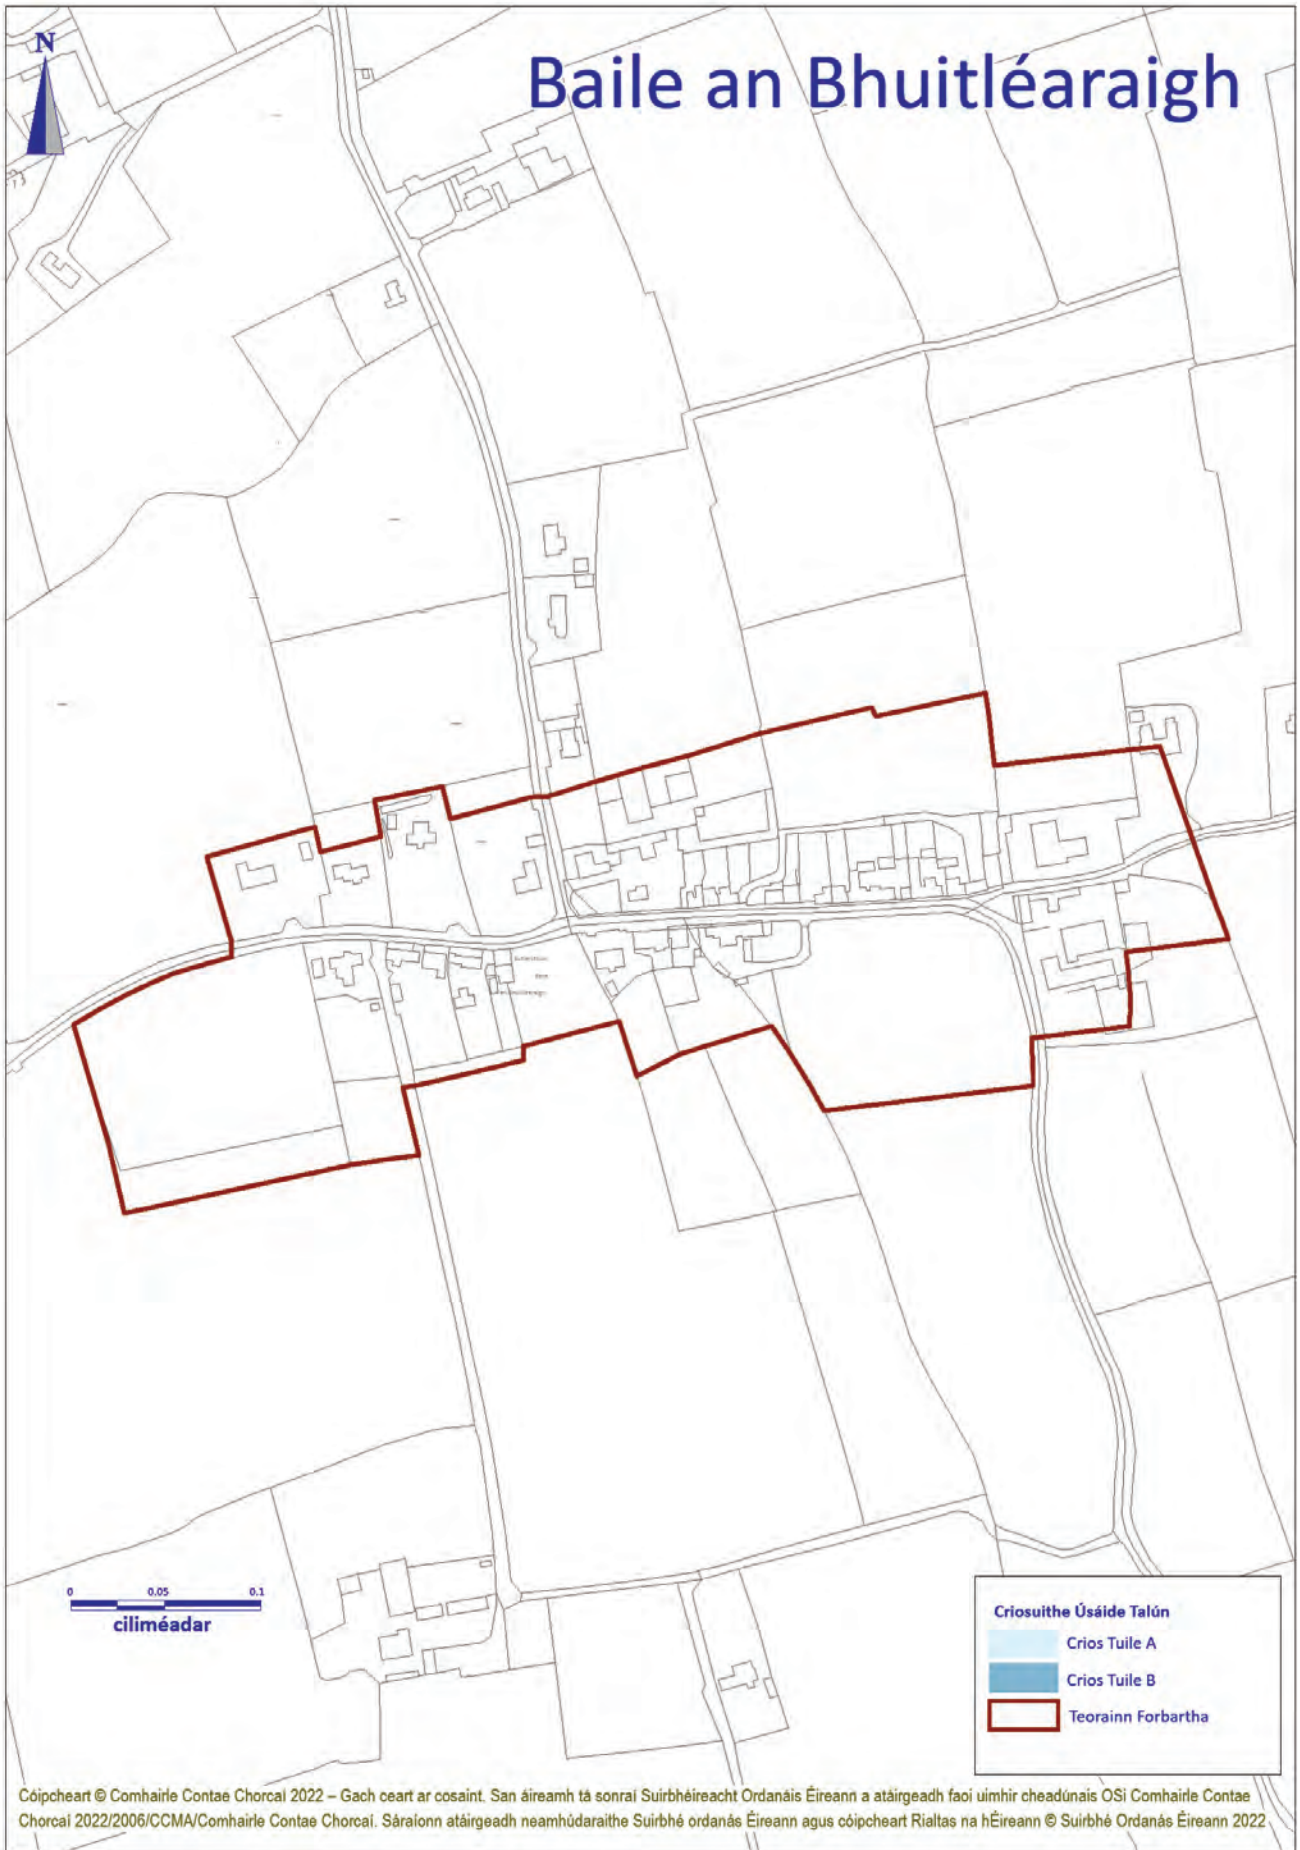 N
Baile an Bhuitléaraigh
0 0.05 0.1
ciliméadar
Criosuithe Úsáide Talún
Crios Tuile A
Crios Tuile B
Teorainn Forbartha
Cóipcheart © Comhairle Contae Chorcaí 2022 – Gach ceart ar cosaint. San áireamh tá sonraí Suirbhéireacht Ordanáis Éireann a atáirgeadh faoi uimhir cheadúnais OSi Comhairle Contae
Chorcaí 2022/2006/CCMA/Comhairle Contae Chorcaí. Sáraíonn atáirgeadh neamhúdaraithe Suirbhé ordanás Éireann agus cóipcheart Rialtas na hÉireann © Suirbhé Ordanás Éireann 2022